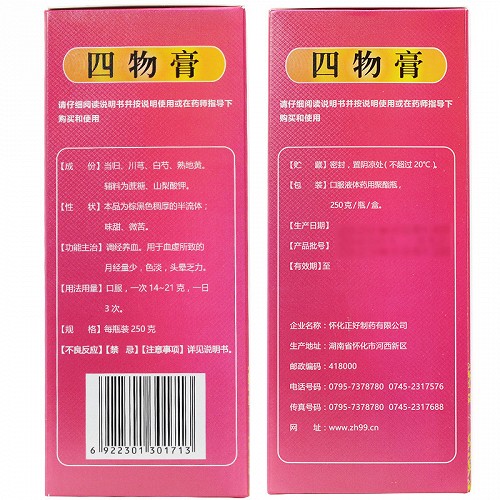 四物膏
请仔细阅读说明书并按说明使用或在药师指导下
购买和使用
【成　份】当归、川芎、白芍、熟地黄。
辅料为蔗糖、山梨酸钾。
【性　状】本品为棕黑色稠厚的半流体；
味甜、微苦。
【功能主治】调经养血。用于血虚所致的
月经量少，色淡，头晕乏力。
【用法用量】口服，一次14~21克，一日
3次。
【规　格】每瓶装250克
【不良反应】【禁　忌】【注意事项】详见说明书。
6 922301 301713
四物膏
请仔细阅读说明书并按说明使用或在药师指导下
购买和使用
【贮　藏】密封，置阴凉处（不超过20℃）。
【包　装】口服液体药用聚酯瓶，
250克/瓶/盒。
【生产日期】
【产品批号】
【有效期】至
企业名称：怀化正好制药有限公司
生产地址：湖南省怀化市河西新区
邮政编码：418000
电话号码：0795-7378780 0745-2317576
传真号码：0795-7378780 0745-2317688
网　　址：www.zh99.cn